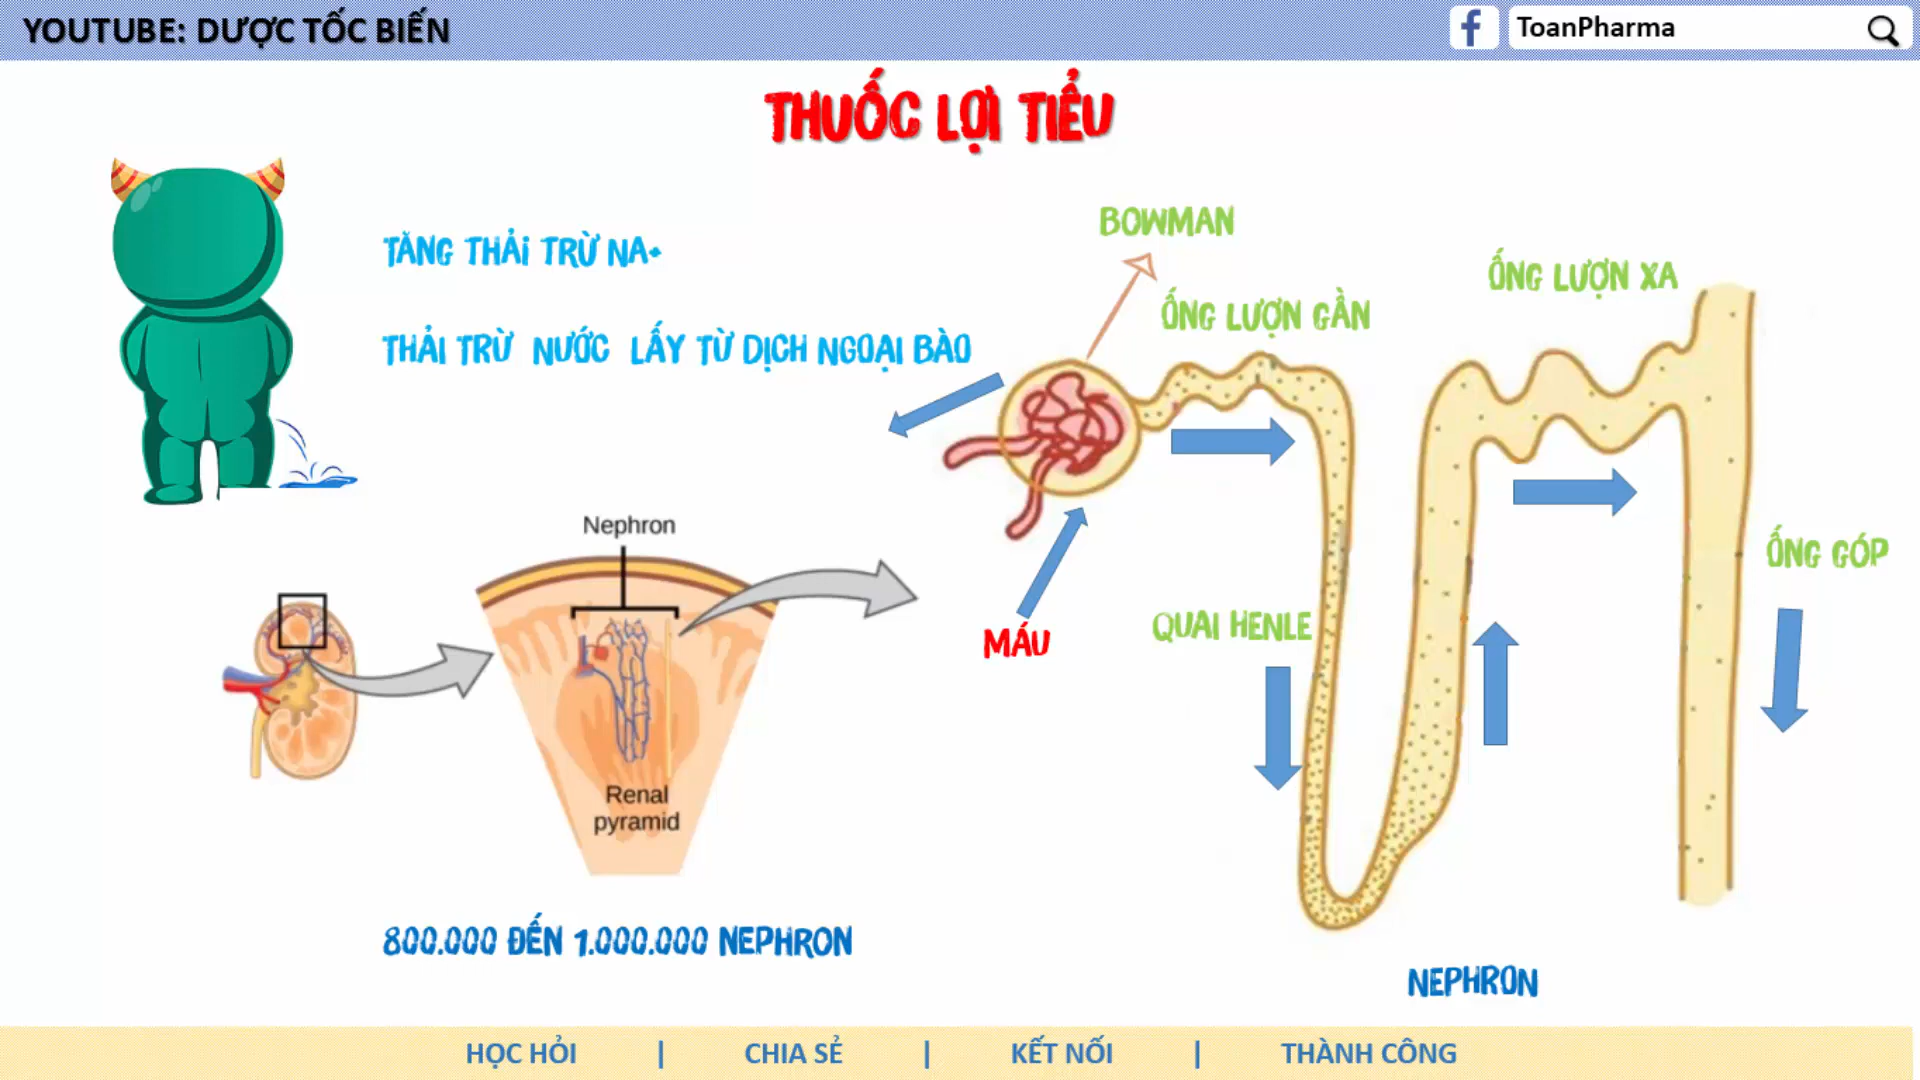 YOUTUBE: DƯỢC TỐC BIẾN
ToanPharma
THUỐC LỢI TIỂU
TĂNG THẢI TRỪ NA+
THẢI TRỪ NƯỚC LẤY TỪ DỊCH NGOẠI BÀO
BOWMAN
ỐNG LƯỢN GẦN
ỐNG LƯỢN XA
ỐNG GÓP
QUAI HENLE
MÁU
Nephron
Renal
pyramid
800.000 ĐẾN 1.000.000 NEPHRON
NEPHRON
HỌC HỎI | CHIA SẺ | KẾT NỐI | THÀNH CÔNG